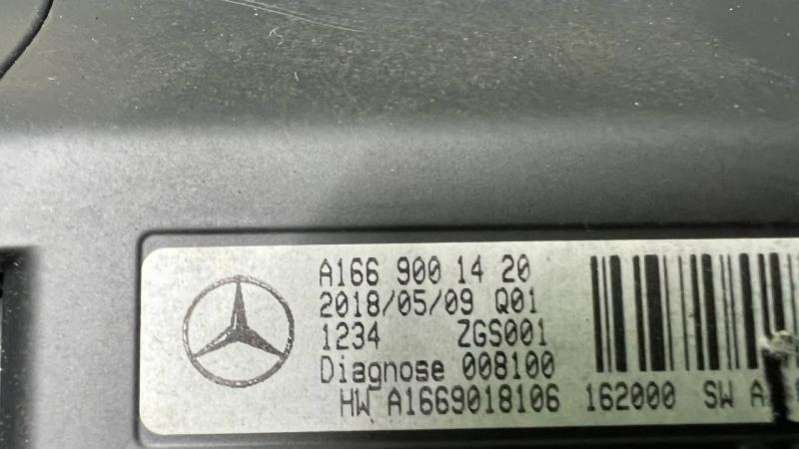 A166 900 14 20
2018/05/09 Q01
1234 ZGS001
Diagnose 008100
HW A1669018106 162000 SW